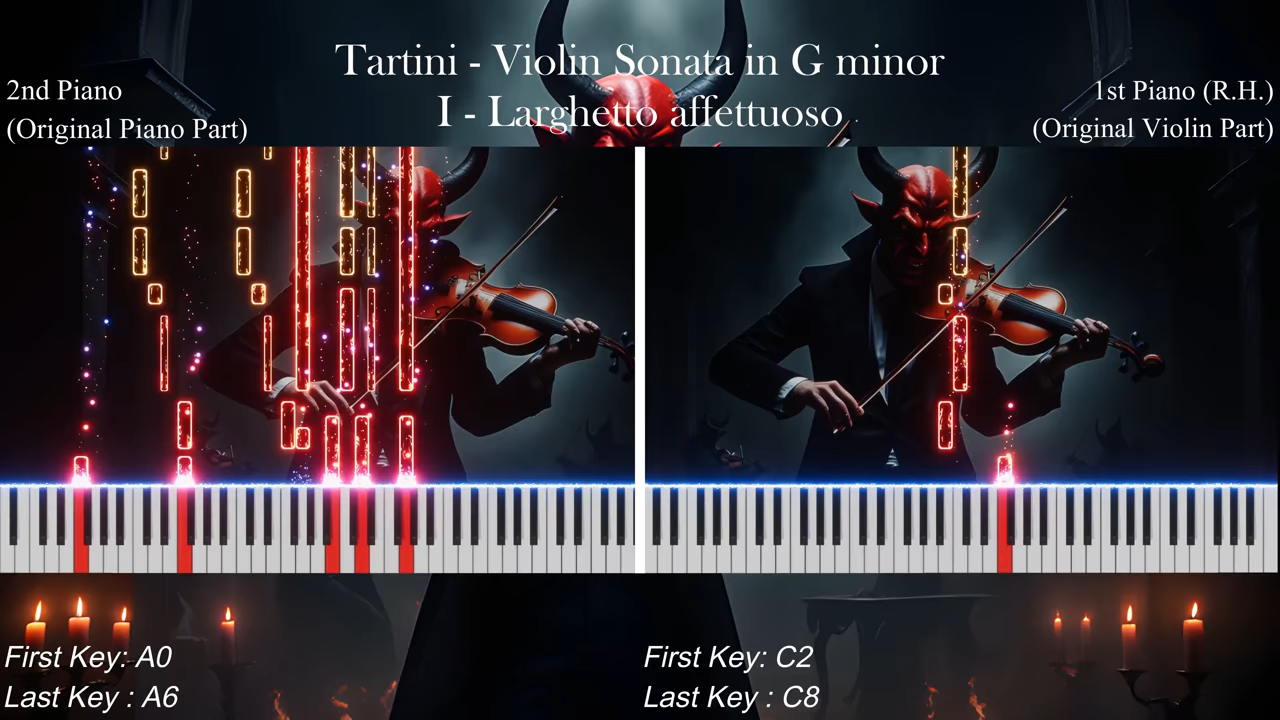 Tartini - Violin Sonata in G minor
I - Larghetto affettuoso
2nd Piano
(Original Piano Part)
1st Piano (R.H.)
(Original Violin Part)
First Key: A0
Last Key : A6
First Key: C2
Last Key : C8